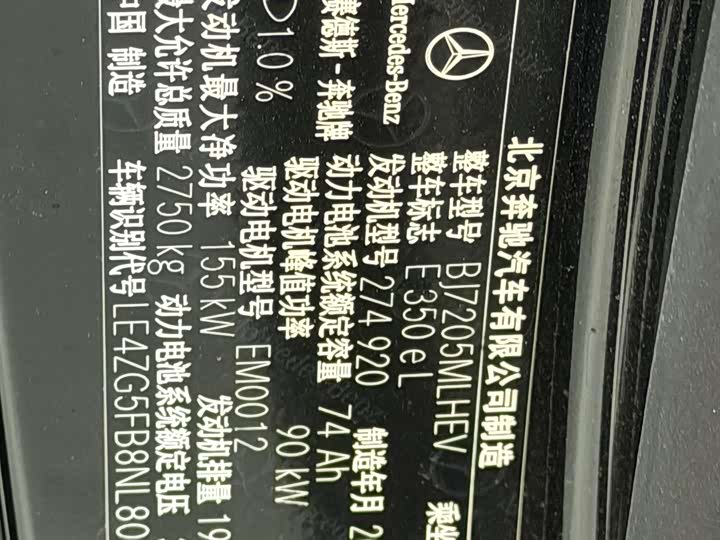 北京奔驰汽车有限公司制造
Mercedes-Benz
梅赛德斯-奔驰牌
整车型号 BJ7205MLHEV 乘坐
整车标志 E 350 e L
发动机型号 274 920 制造年月 2
动力电池系统额定容量 74 Ah
驱动电机峰值功率 90 kW
>1.0%
驱动电机型号 EM0012
发动机最大净功率 155 kW 发动机排量 19
最大允许总质量 2750kg 动力电池系统额定电压
中国 制造 车辆识别代号 LE4ZG5FB8NL80